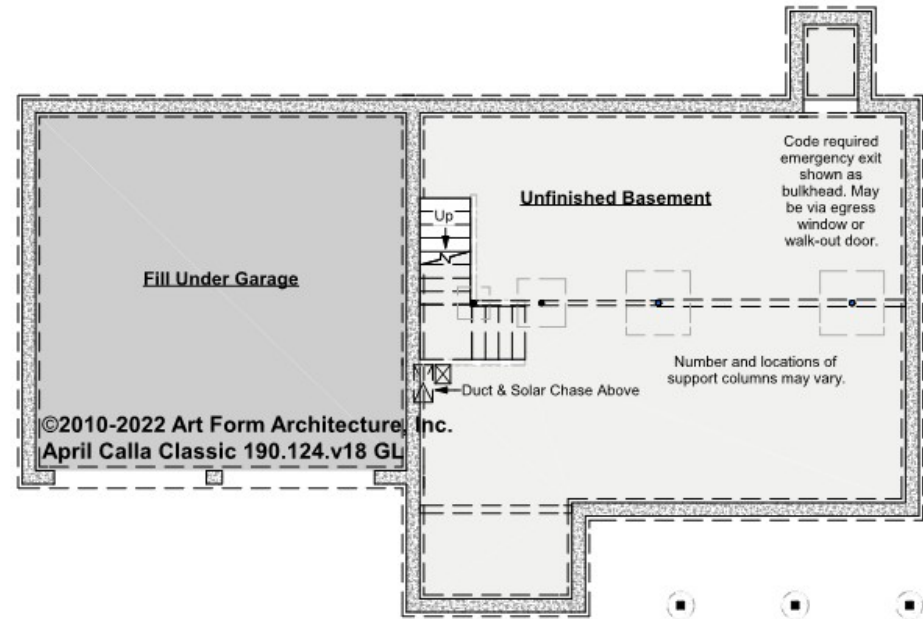 Code required
emergency exit
shown as
bulkhead. May
be via egress
window or
walk-out door.
Unfinished Basement
Up
Fill Under Garage
Number and locations of
support columns may vary.
Duct & Solar Chase Above
©2010-2022 Art Form Architecture, Inc.
April Calla Classic 190.124.v18 GL